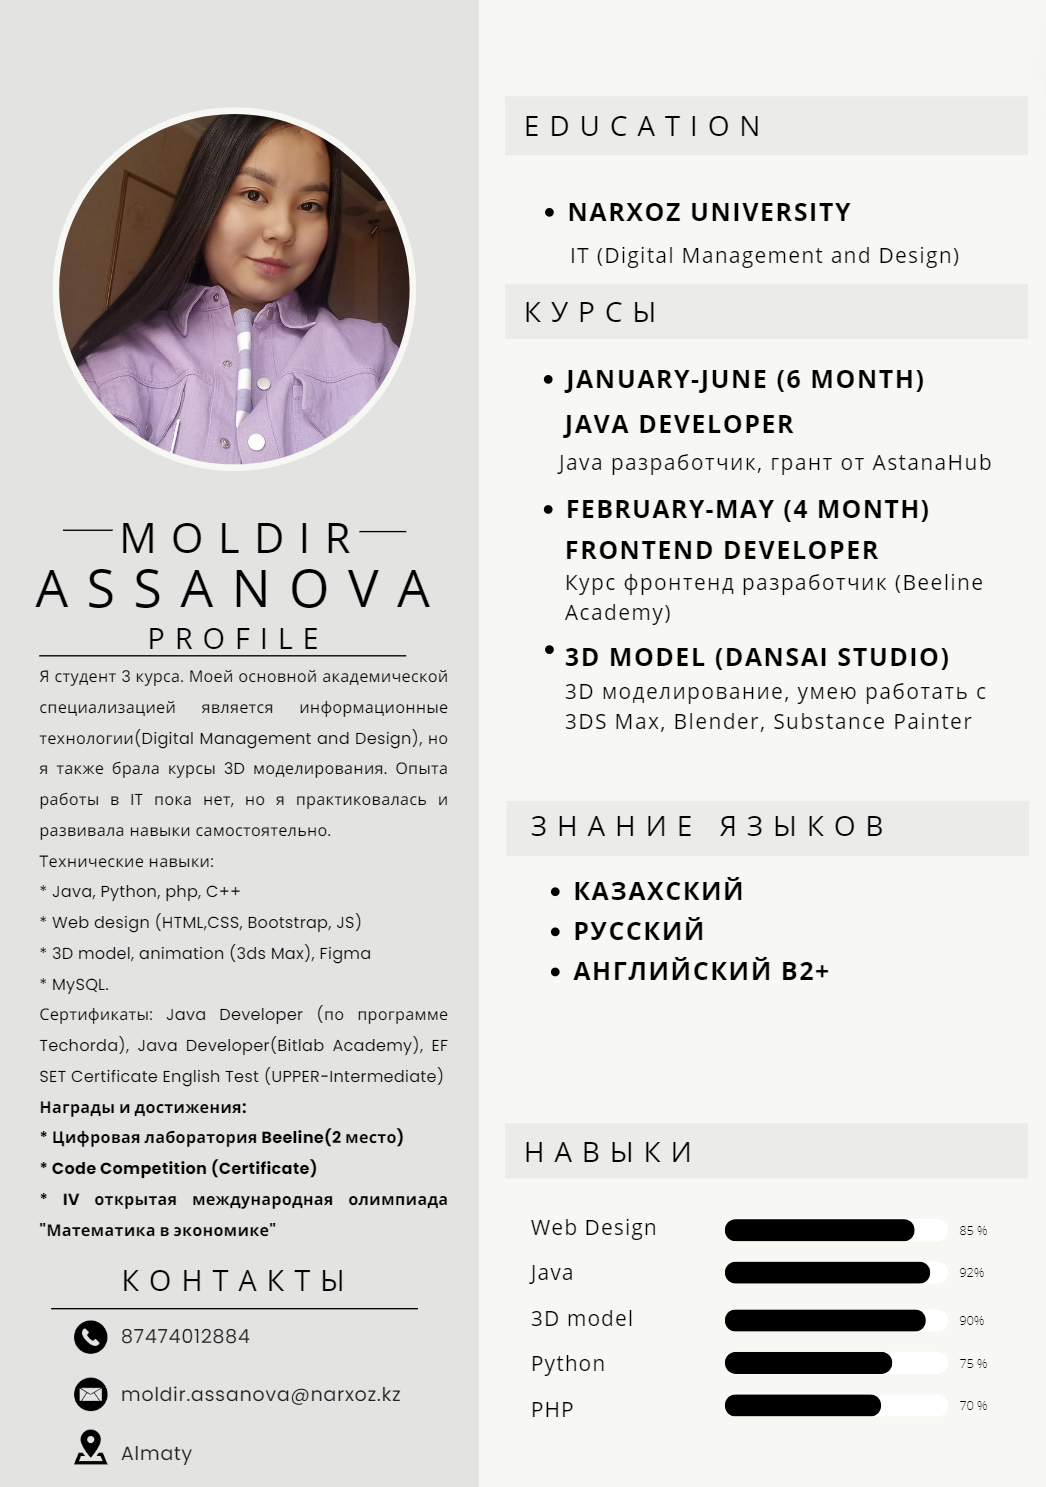 MOLDIR
ASSANOVA
PROFILE
Я студент 3 курса. Моей основной академической
специализацией является информационные
технологии(Digital Management and Design), но
я также брала курсы 3D моделирования. Опыта
работы в IT пока нет, но я практиковалась и
развивала навыки самостоятельно.
Технические навыки:
* Java, Python, php, C++
* Web design (HTML,CSS, Bootstrap, JS)
* 3D model, animation (3ds Max), Figma
* MySQL.
Сертификаты: Java Developer (по программе
Techorda), Java Developer(Bitlab Academy), EF
SET Certificate English Test (UPPER-Intermediate)
Награды и достижения:
* Цифровая лаборатория Beeline(2 место)
* Code Competition (Certificate)
* IV открытая международная олимпиада
"Математика в экономике"
КОНТАКТЫ
87474012884
moldir.assanova@narxoz.kz
Almaty
EDUCATION
• NARXOZ UNIVERSITY
IT (Digital Management and Design)
КУРСЫ
• JANUARY-JUNE (6 MONTH)
JAVA DEVELOPER
Java разработчик, грант от AstanaHub
• FEBRUARY-MAY (4 MONTH)
FRONTEND DEVELOPER
Курс фронтенд разработчик (Beeline
Academy)
• 3D MODEL (DANSAI STUDIO)
3D моделирование, умею работать с
3DS Max, Blender, Substance Painter
ЗНАНИЕ ЯЗЫКОВ
• КАЗАХСКИЙ
• РУССКИЙ
• АНГЛИЙСКИЙ B2+
НАВЫКИ
Web Design 85 %
Java 92%
3D model 90%
Python 75 %
PHP 70 %